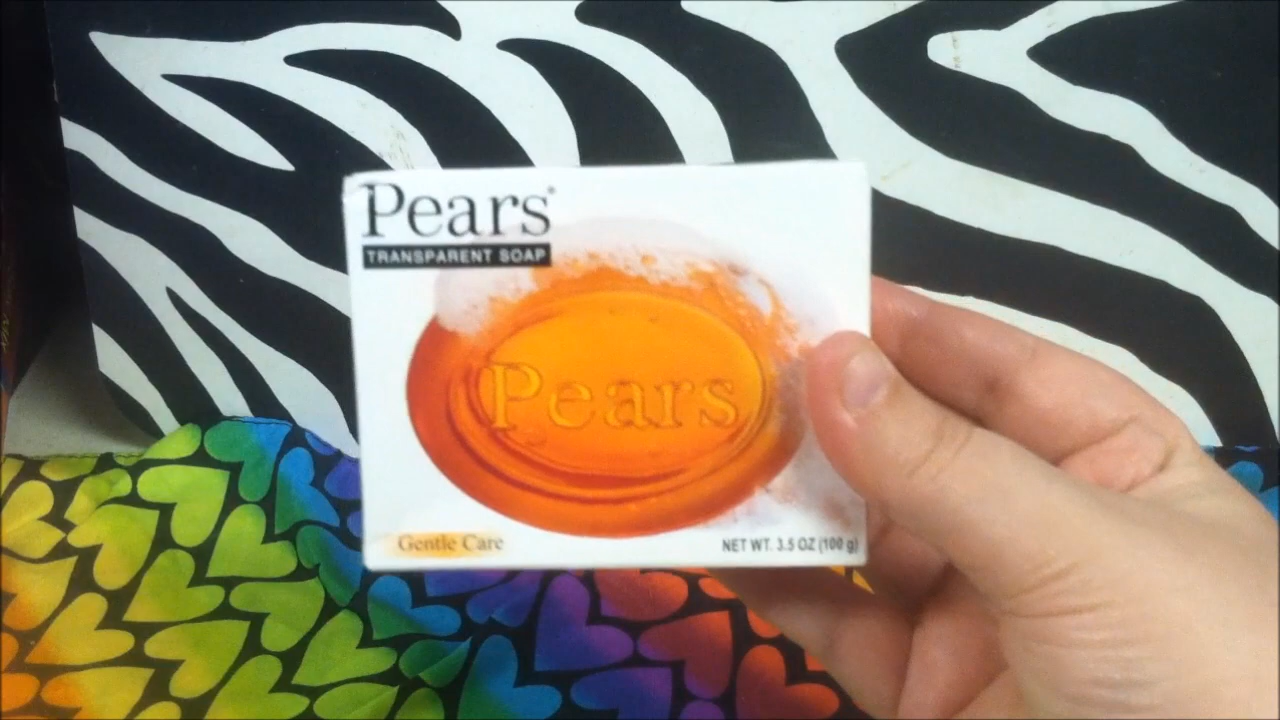 Pears®
TRANSPARENT SOAP
Pears
Gentle Care
NET WT. 3.5 OZ (100 g)